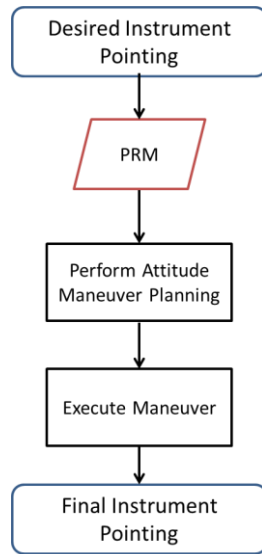 Desired Instrument
Pointing
PRM
Perform Attitude
Maneuver Planning
Execute Maneuver
Final Instrument
Pointing